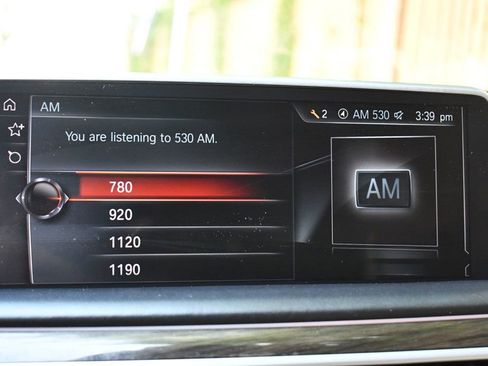 AM
2 AM 530 3:39 pm
You are listening to 530 AM.
780
AM
920
1120
1190